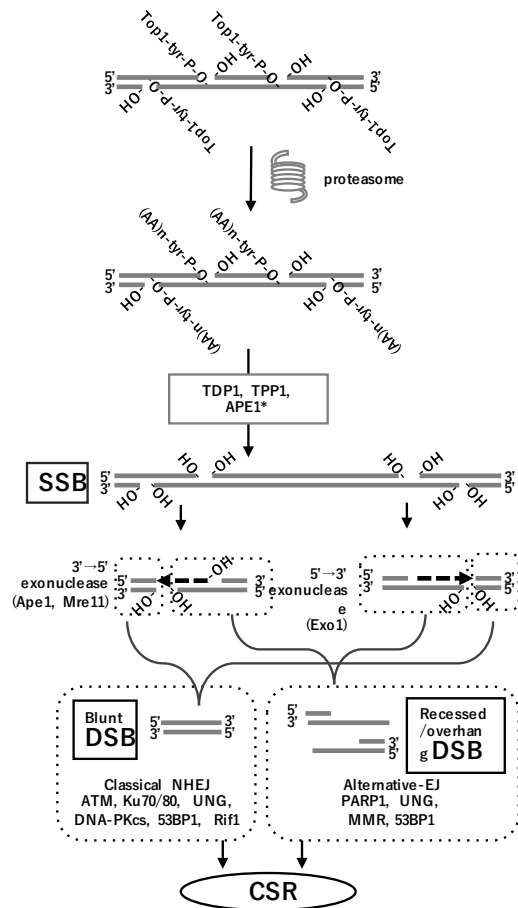 Top1-tyr-P-O Top1-tyr-P-O
OH OH
5’ 3’
3’ 5’
HO O-P-tyr-Top1 HO O-P-tyr-Top1
proteasome
(AA)n-tyr-P-O (AA)n-tyr-P-O
OH OH
5’ 3’
3’ 5’
HO O-P-tyr-n(AA) HO O-P-tyr-n(AA)
TDP1, TPP1,
APE1*
HO OH HO OH
SSB
5’ 3’
3’ 5’
HO OH HO OH
3’→5’
exonuclease
(Ape1, Mre11)
OH
5’ 3’
3’ 5’
HO OH
5’→3’
exonucleas
e
(Exo1)
5’ 3’
3’ 5’
HO OH
Blunt
DSB
5’ 3’
3’ 5’
Classical NHEJ
ATM, Ku70/80, UNG,
DNA-PKcs, 53BP1, Rif1
5’
3’
3’
5’
Recessed
/overhan
g DSB
Alternative-EJ
PARP1, UNG,
MMR, 53BP1
CSR